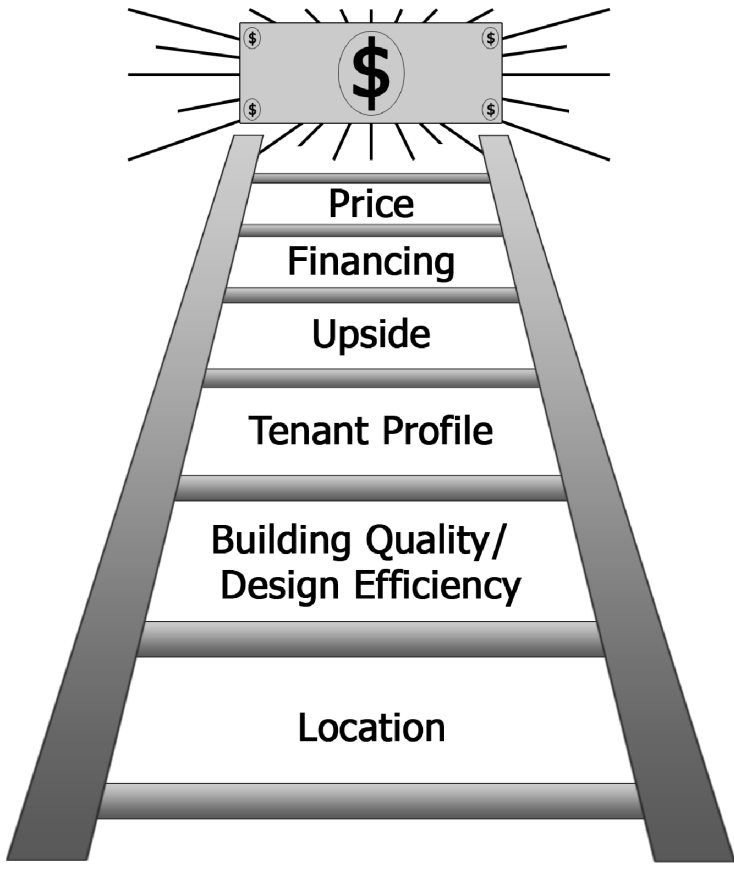 $ $
$
$ $
Price
Financing
Upside
Tenant Profile
Building Quality/
Design Efficiency
Location